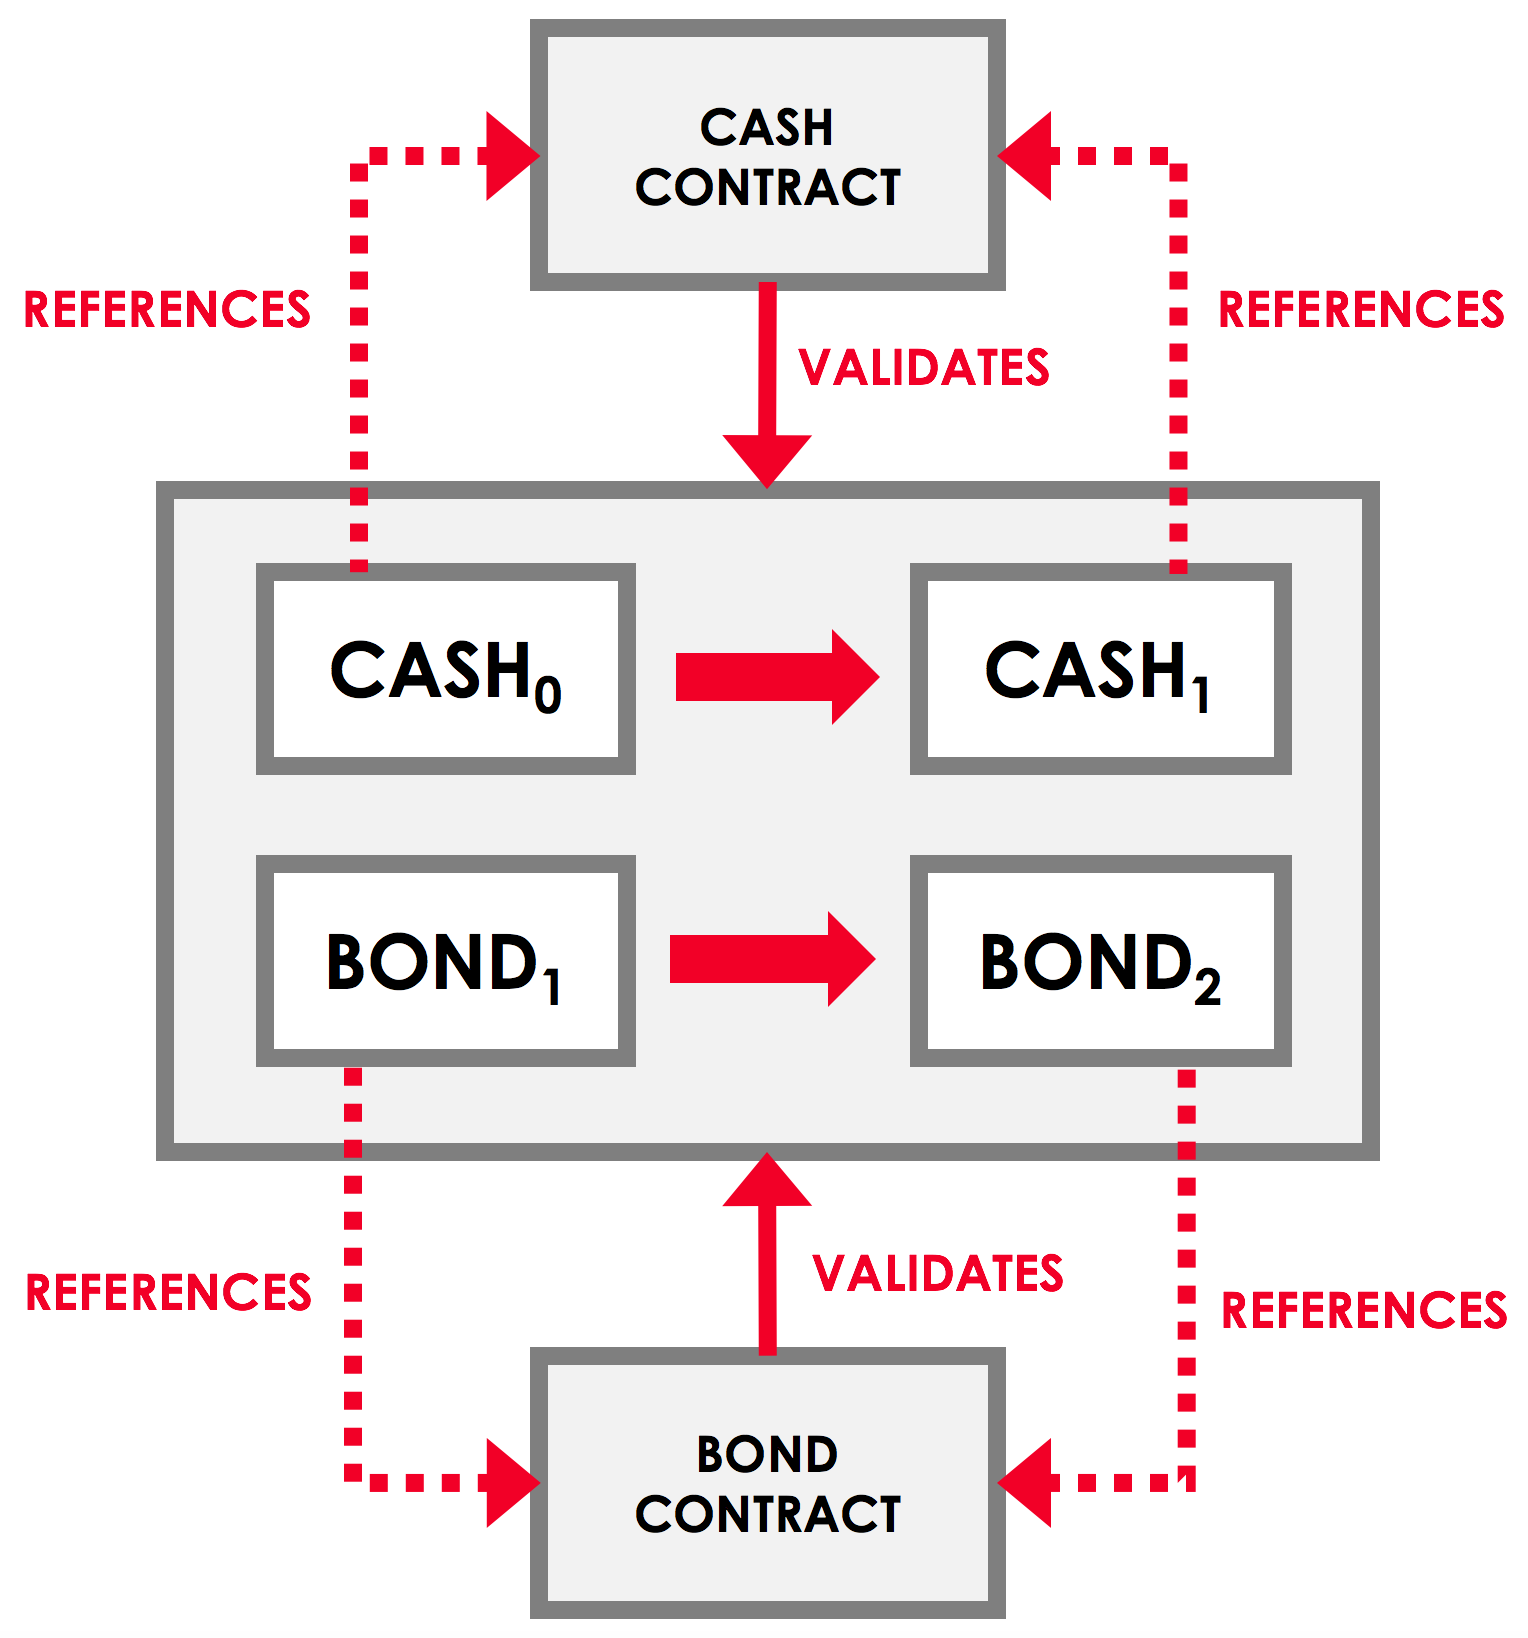 CASH
CONTRACT
REFERENCES
REFERENCES
VALIDATES
CASH₀
CASH₁
BOND₁
BOND₂
REFERENCES
VALIDATES
REFERENCES
BOND
CONTRACT